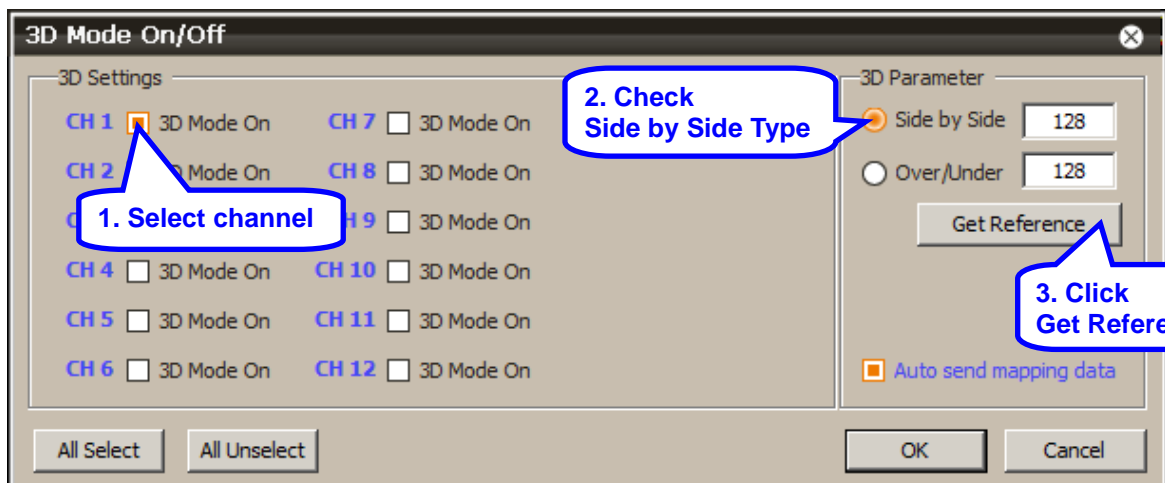 3D Mode On/Off
3D Settings
CH 1 3D Mode On
CH 2 Mode On
1. Select channel
CH 4 3D Mode On
CH 5 3D Mode On
CH 6 3D Mode On
CH 7 3D Mode On
CH 8 3D Mode On
H 9 3D Mode On
CH 10 3D Mode On
CH 11 3D Mode On
CH 12 3D Mode On
2. Check
Side by Side Type
3D Parameter
Side by Side 128
Over/Under 128
Get Reference
3. Click
Get Refere
Auto send mapping data
All Select All Unselect
OK Cancel